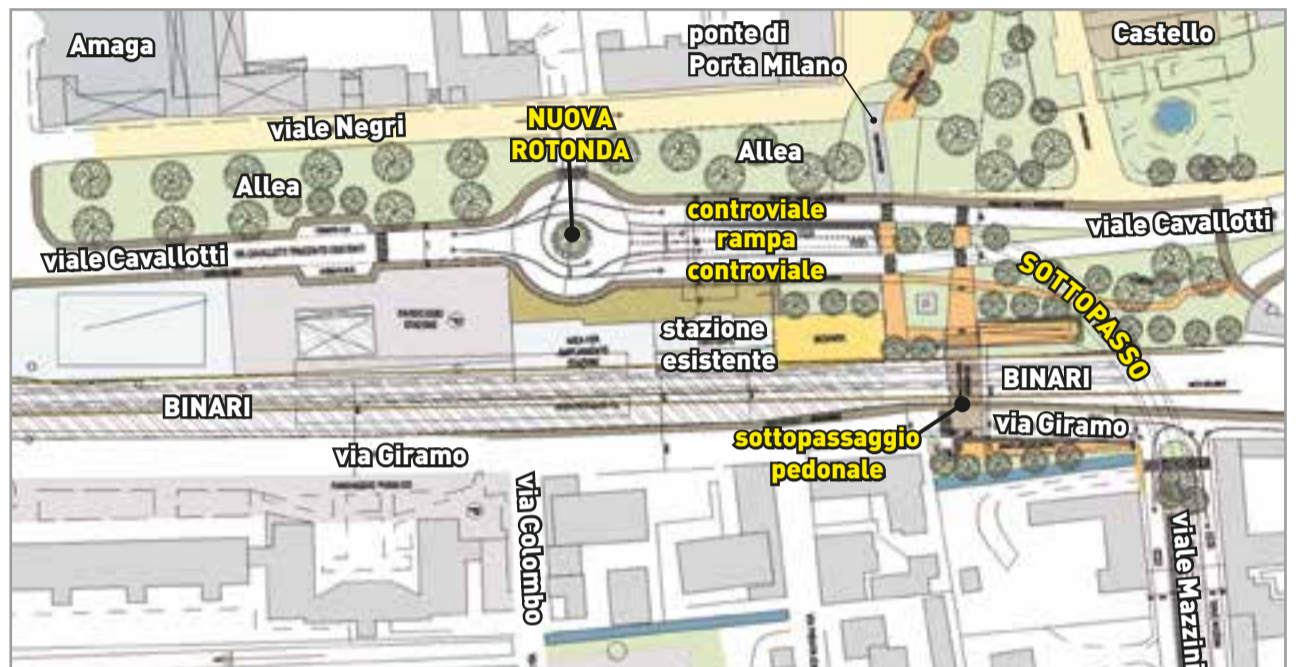 Amaga
ponte di
Porta Milano
Castello
viale Negri
NUOVA
ROTONDA
Allea
Allea
controviale
rampa
controviale
viale Cavallotti
viale Cavallotti
SOTTOPASSO
stazione
esistente
BINARI
BINARI
via Giramo
sottopassaggio
pedonale
via Giramo
via Colombo
viale Mazzini